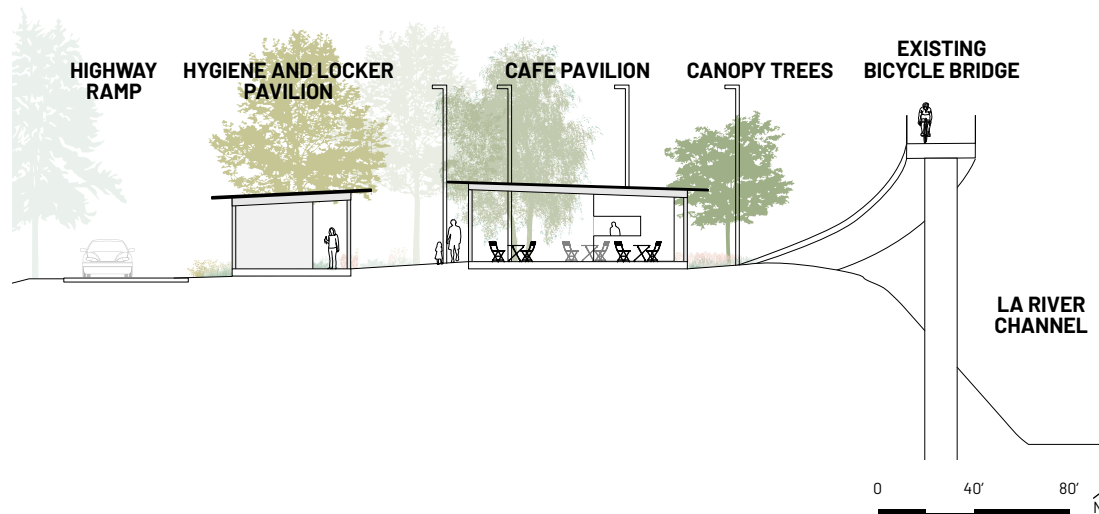 HIGHWAY
RAMP
HYGIENE AND LOCKER
PAVILION
CAFE PAVILION
CANOPY TREES
EXISTING
BICYCLE BRIDGE
LA RIVER
CHANNEL
0 40' 80'
N